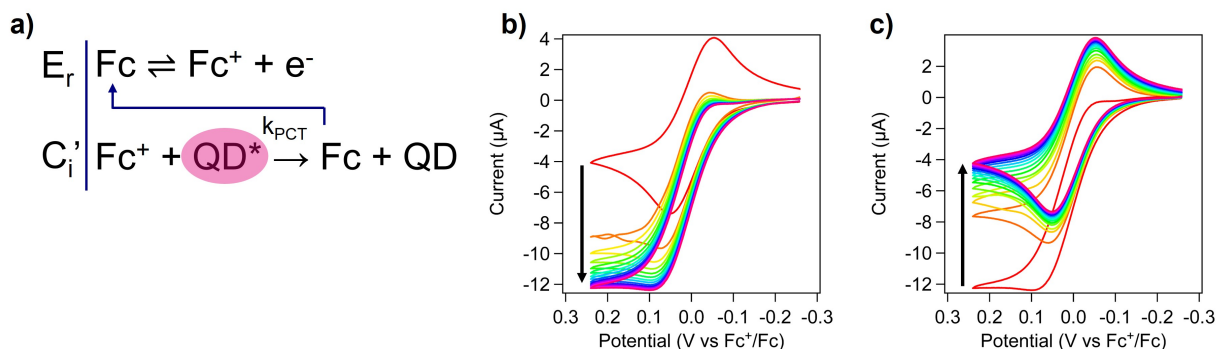 a)
Eᵣ Fc ⇌ Fc⁺ + e⁻
k_PCT
Cᵢ' Fc⁺ + QD* → Fc + QD
b)
Current (µA)
4
2
0
-2
-4
-6
-8
-10
-12
0.3 0.2 0.1 0.0 -0.1 -0.2 -0.3
Potential (V vs Fc⁺/Fc)
c)
Current (µA)
4
2
0
-2
-4
-6
-8
-10
-12
0.3 0.2 0.1 0.0 -0.1 -0.2 -0.3
Potential (V vs Fc⁺/Fc)